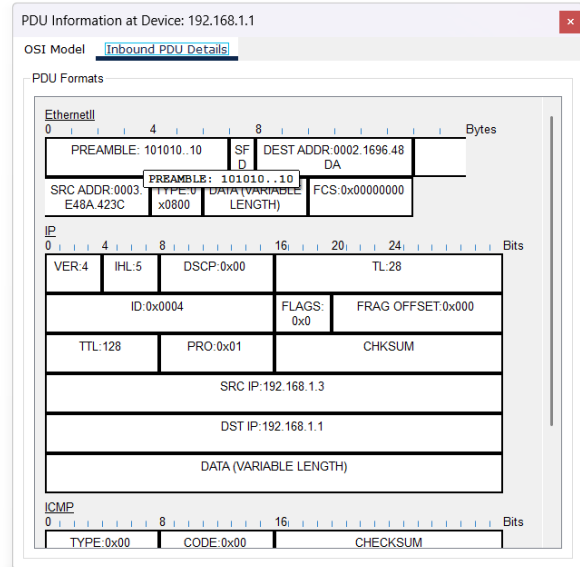 PDU Information at Device: 192.168.1.1
×
OSI Model Inbound PDU Details
PDU Formats
EthernetII
0 4 8 Bytes
PREAMBLE: 101010..10 SF DEST ADDR:0002.1696.48
D DA
PREAMBLE: 101010..10
SRC ADDR:0003. TYPE:0 DATA (VARIABLE FCS:0x00000000
E48A.423C x0800 LENGTH)
IP
0 4 8 16 20 24 Bits
VER:4 IHL:5 DSCP:0x00 TL:28
ID:0x0004 FLAGS: FRAG OFFSET:0x000
0x0
TTL:128 PRO:0x01 CHKSUM
SRC IP:192.168.1.3
DST IP:192.168.1.1
DATA (VARIABLE LENGTH)
ICMP
0 8 16 Bits
TYPE:0x00 CODE:0x00 CHECKSUM